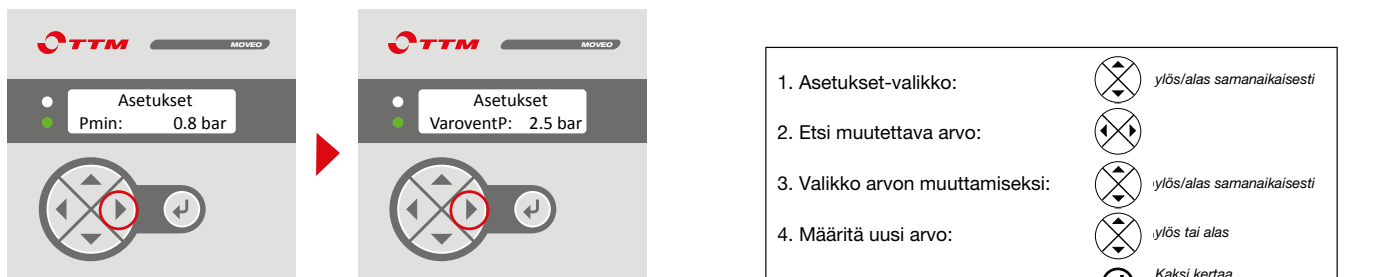 TTM MOVEO
Asetukset
Pmin: 0.8 bar
TTM MOVEO
Asetukset
VaroventP: 2.5 bar
1. Asetukset-valikko: ylös/alas samanaikaisesti
2. Etsi muutettava arvo:
3. Valikko arvon muuttamiseksi: ylös/alas samanaikaisesti
4. Määritä uusi arvo: ylös tai alas
Kaksi kertaa